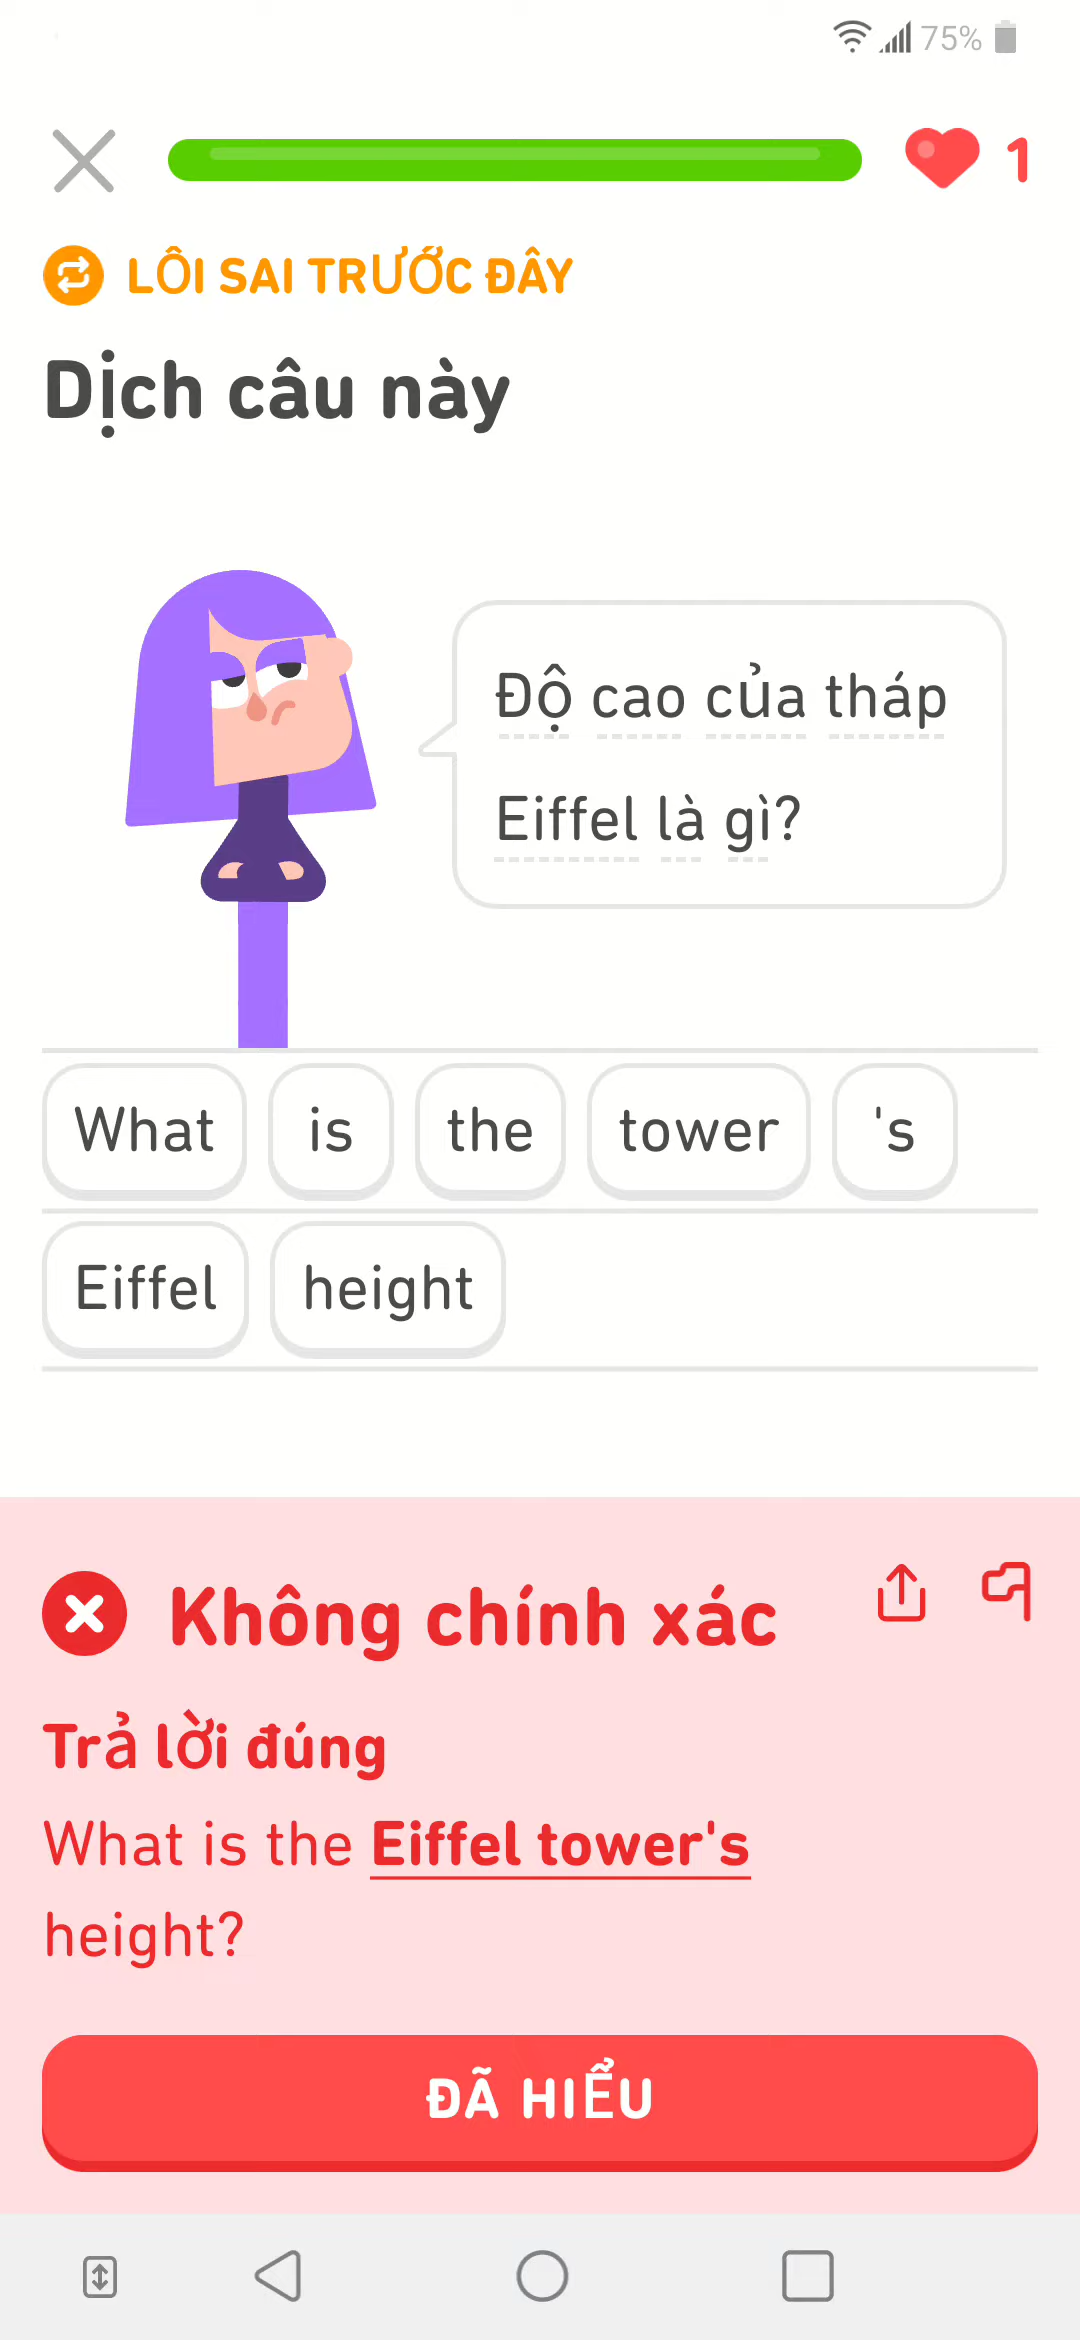 75%
1
LỖI SAI TRƯỚC ĐÂY
Dịch câu này
Độ cao của tháp
Eiffel là gì?
What is the tower 's
Eiffel height
Không chính xác
Trả lời đúng
What is the Eiffel tower's
height?
ĐÃ HIỂU